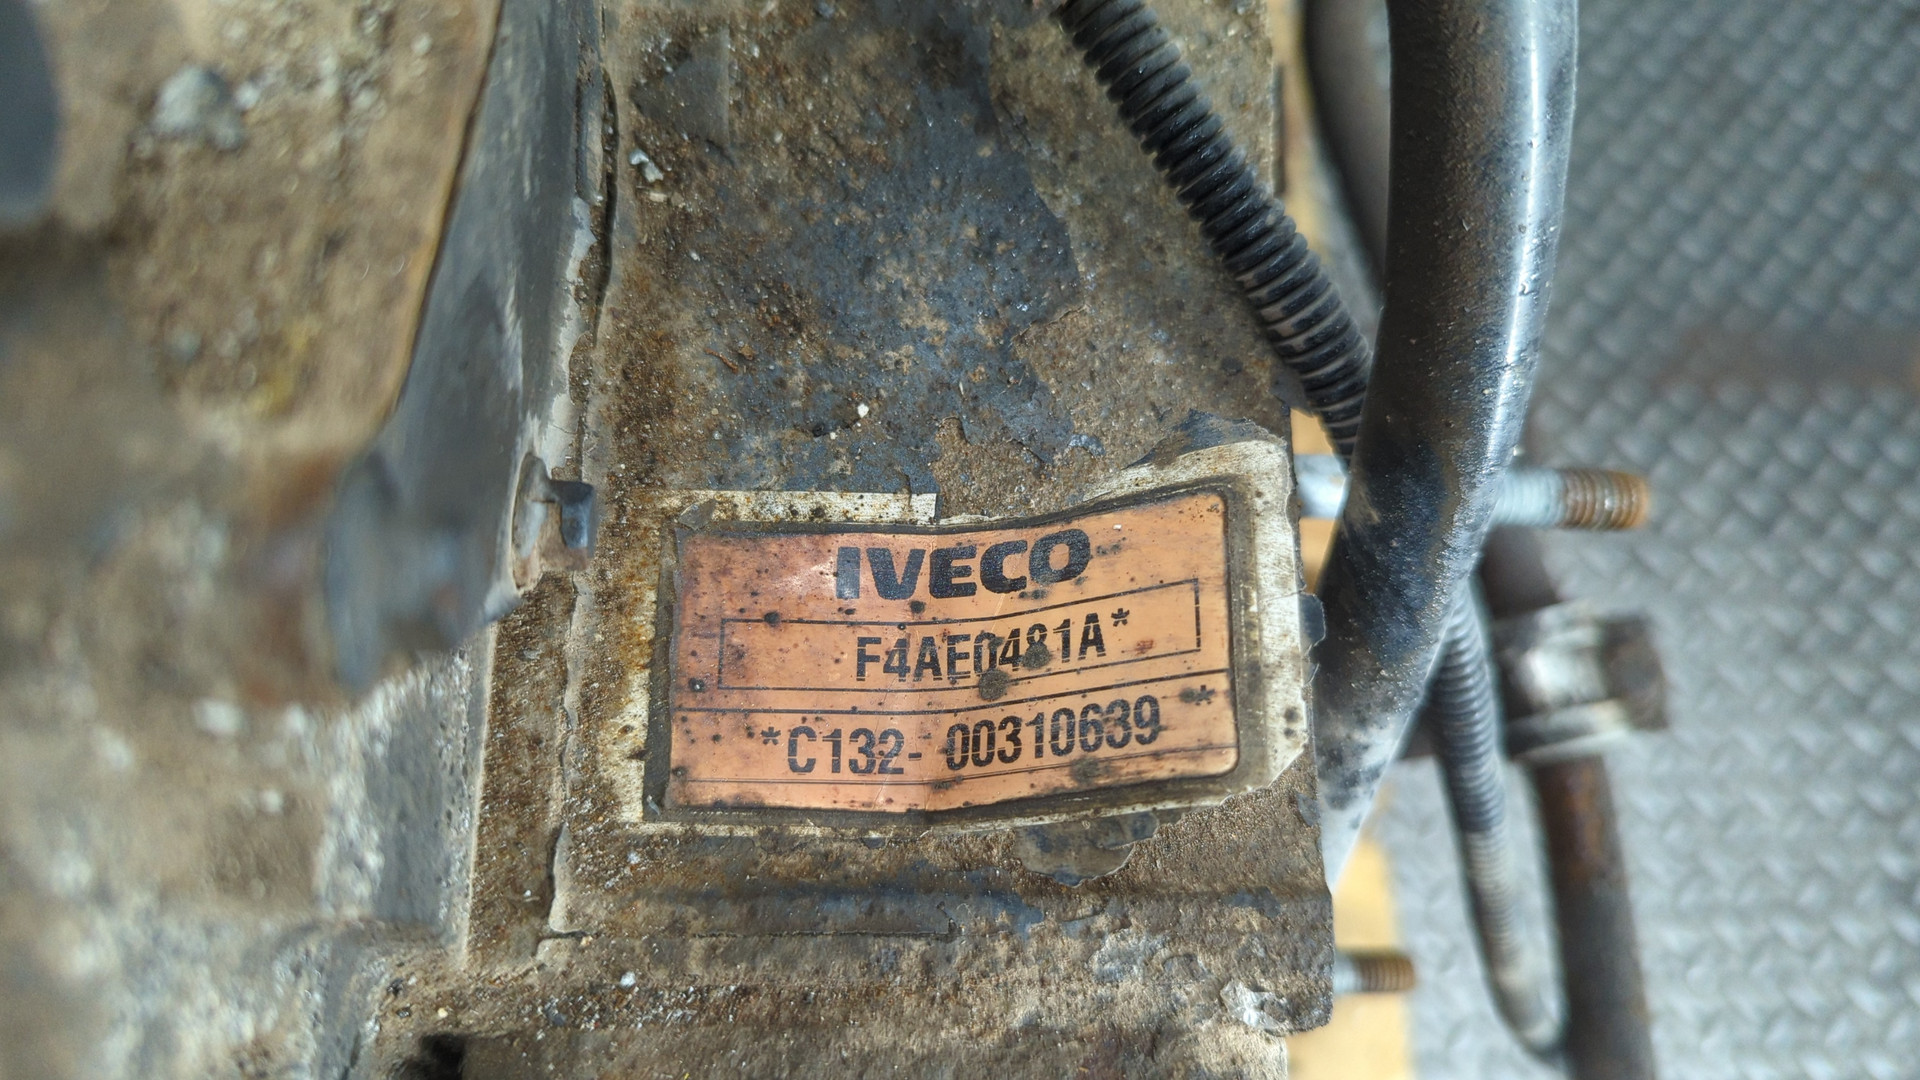 IVECO
F4AE0481A*
*C132- 00310639 *